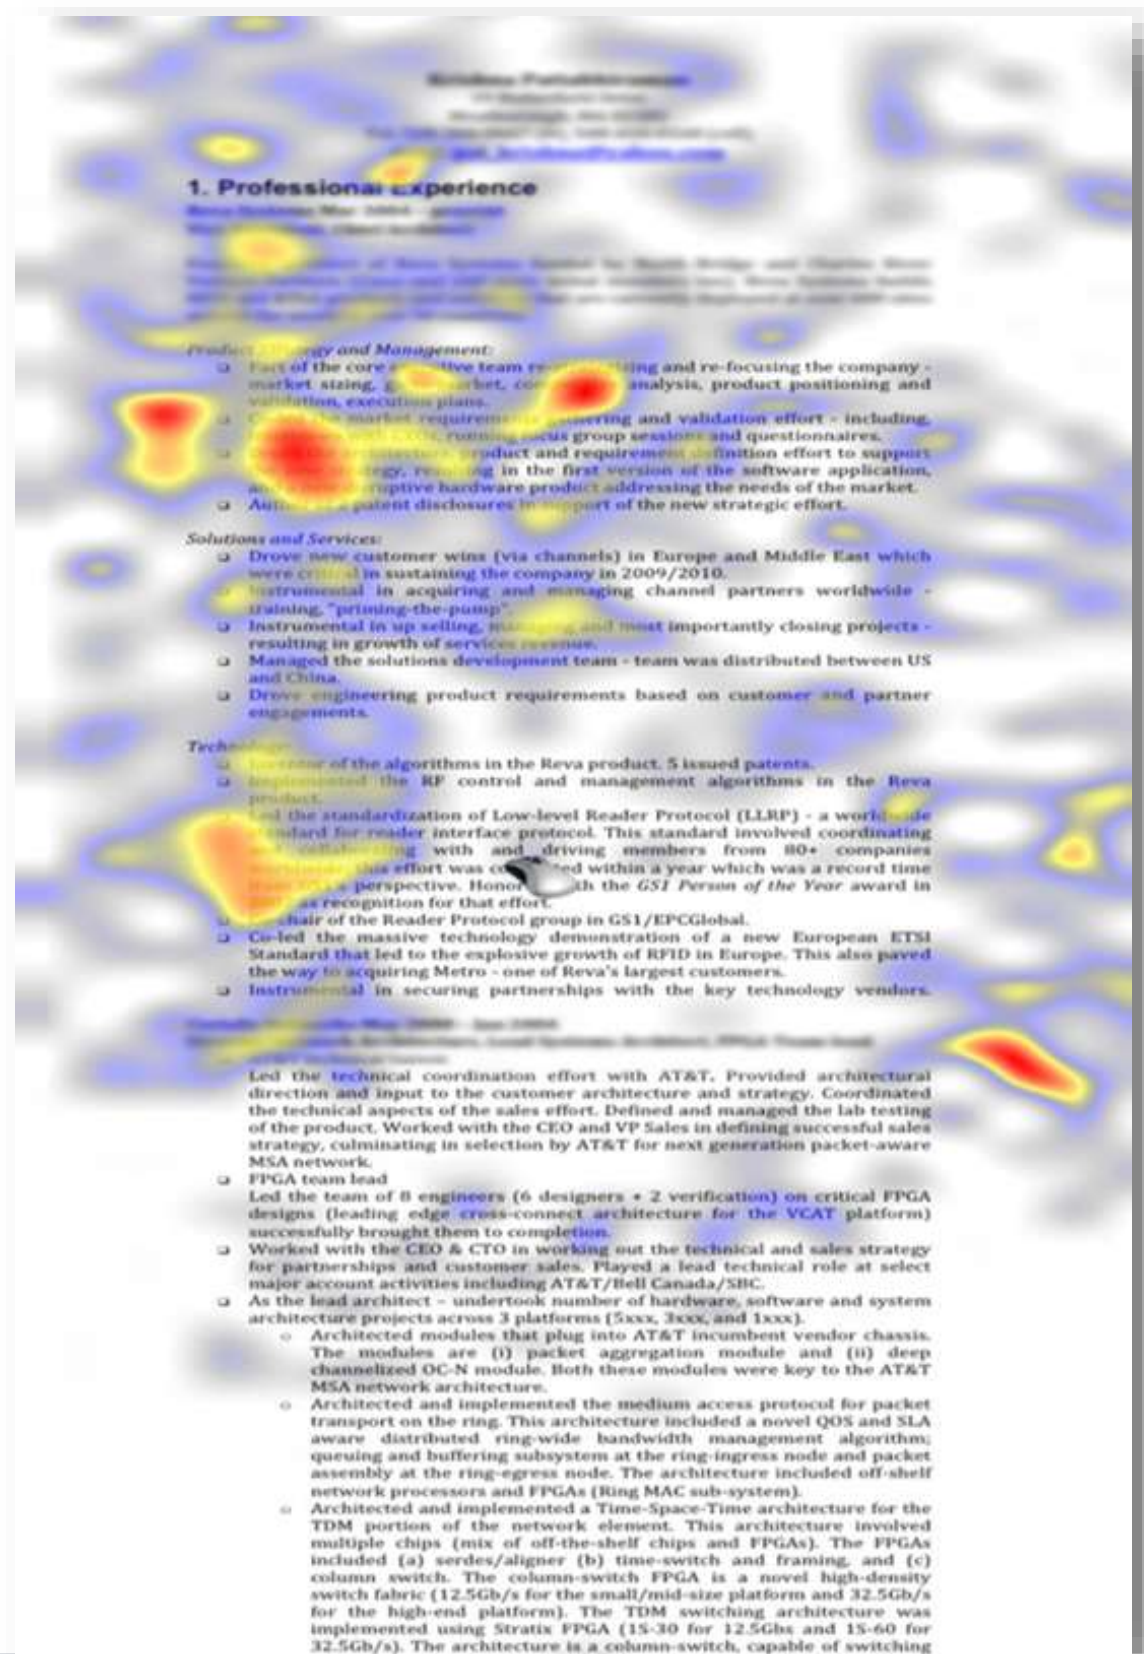 1. Professional Experience
Product and Management:
of the core team and re-focusing the company -
market sizing, analysis, product positioning and
validation, execution plans.
the market requirements gathering and validation effort - including,
running focus group sessions and questionnaires.
product and requirement definition effort to support
in the first version of the software application,
hardware product addressing the needs of the market.
patent disclosures in support of the new strategic effort.
Solutions and Services:
❑ Drove new customer wins (via channels) in Europe and Middle East which
were critical in sustaining the company in 2009/2010.
Instrumental in acquiring and managing channel partners worldwide -
training, "priming-the-pump".
❑ Instrumental in up selling, managing and most importantly closing projects -
resulting in growth of services revenue.
❑ Managed the solutions development team - team was distributed between US
and China.
❑ Drove engineering product requirements based on customer and partner
engagements.
❑ of the algorithms in the Reva product. 5 issued patents.
❑ Implemented the RF control and management algorithms in the Reva
product.
Led the standardization of Low-level Reader Protocol (LLRP) - a worldwide
standard for reader interface protocol. This standard involved coordinating
with and driving members from 80+ companies
this effort was within a year which was a record time
perspective. the GS1 Person of the Year award in
as recognition for that effort.
of the Reader Protocol group in GS1/EPCGlobal.
❑ Co-led the massive technology demonstration of a new European ETSI
Standard that led to the explosive growth of RFID in Europe. This also paved
the way to acquiring Metro - one of Reva's largest customers.
❑ Instrumental in securing partnerships with the key technology vendors.
Led the technical coordination effort with AT&T. Provided architectural
direction and input to the customer architecture and strategy. Coordinated
the technical aspects of the sales effort. Defined and managed the lab testing
of the product. Worked with the CEO and VP Sales in defining successful sales
strategy, culminating in selection by AT&T for next generation packet-aware
MSA network.
❑ FPGA team lead
Led the team of 8 engineers (6 designers + 2 verification) on critical FPGA
designs (leading edge cross-connect architecture for the VCAT platform)
successfully brought them to completion.
❑ Worked with the CEO & CTO in working out the technical and sales strategy
for partnerships and customer sales. Played a lead technical role at select
major account activities including AT&T/Bell Canada/SBC.
❑ As the lead architect – undertook number of hardware, software and system
architecture projects across 3 platforms (5xxx, 3xxx, and 1xxx).
o Architected modules that plug into AT&T incumbent vendor chassis.
The modules are (i) packet aggregation module and (ii) deep
channelized OC-N module. Both these modules were key to the AT&T
MSA network architecture.
o Architected and implemented the medium access protocol for packet
transport on the ring. This architecture included a novel QOS and SLA
aware distributed ring-wide bandwidth management algorithm;
queuing and buffering subsystem at the ring-ingress node and packet
assembly at the ring-egress node. The architecture included off-shelf
network processors and FPGAs (Ring MAC sub-system).
o Architected and implemented a Time-Space-Time architecture for the
TDM portion of the network element. This architecture involved
multiple chips (mix of off-the-shelf chips and FPGAs). The FPGAs
included (a) serdes/aligner (b) time-switch and framing, and (c)
column switch. The column-switch FPGA is a novel high-density
switch fabric (12.5Gb/s for the small/mid-size platform and 32.5Gb/s
for the high-end platform). The TDM switching architecture was
implemented using Stratix FPGA (1S-30 for 12.5Gbs and 1S-60 for
32.5Gb/s). The architecture is a column-switch, capable of switching